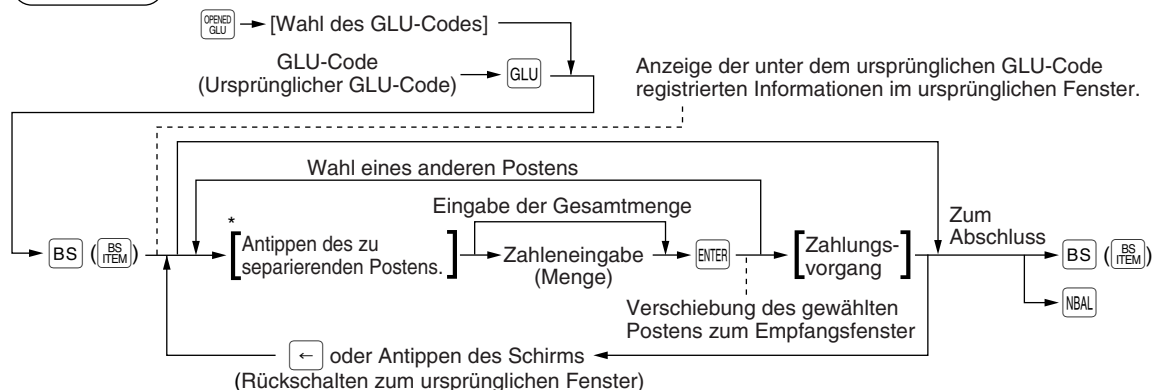 OPENED GLU [Wahl des GLU-Codes]
GLU-Code
(Ursprünglicher GLU-Code) GLU
Anzeige der unter dem ursprünglichen GLU-Code
registrierten Informationen im ursprünglichen Fenster.
Wahl eines anderen Postens
Eingabe der Gesamtmenge
Zum
Abschluss
*
BS (BS ITEM) [Antippen des zu
separierenden Postens.] Zahleneingabe
(Menge) ENTER [Zahlungs-
vorgang] BS (BS ITEM)
NBAL
Verschiebung des gewählten
Postens zum Empfangsfenster
← oder Antippen des Schirms
(Rückschalten zum ursprünglichen Fenster)